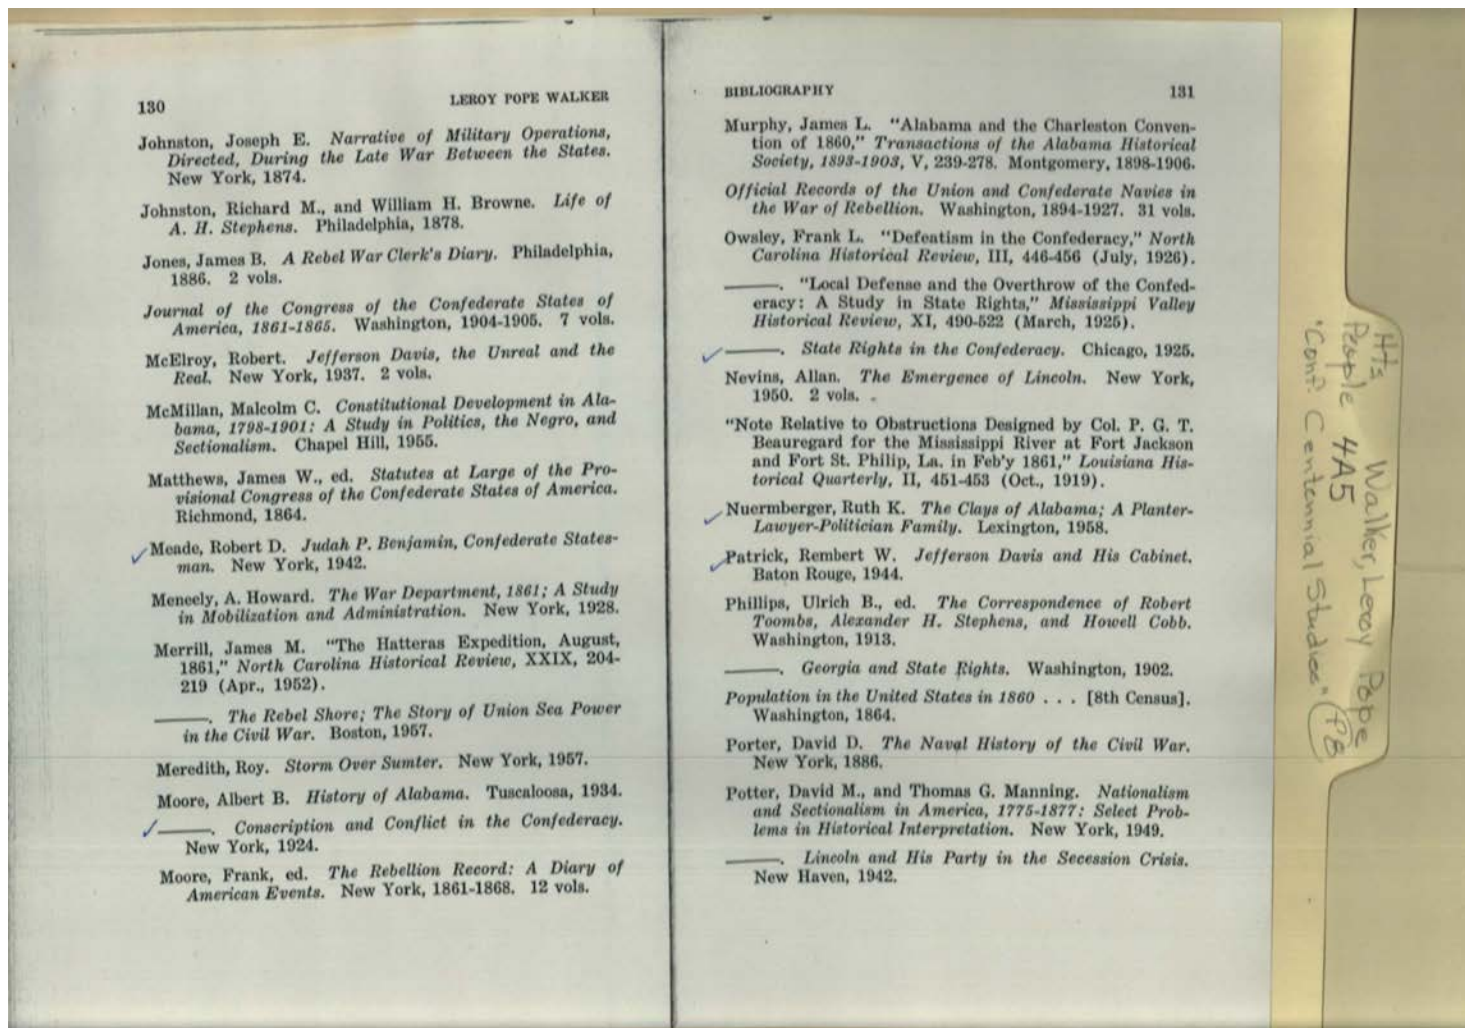 130 LEROY POPE WALKER
Johnston, Joseph E. Narrative of Military Operations,
Directed, During the Late War Between the States.
New York, 1874.
Johnston, Richard M., and William H. Browne. Life of
A. H. Stephens. Philadelphia, 1878.
Jones, James B. A Rebel War Clerk's Diary. Philadelphia,
1886. 2 vols.
Journal of the Congress of the Confederate States of
America, 1861-1865. Washington, 1904-1905. 7 vols.
McElroy, Robert. Jefferson Davis, the Unreal and the
Real. New York, 1937. 2 vols.
McMillan, Malcolm C. Constitutional Development in Ala-
bama, 1798-1901: A Study in Politics, the Negro, and
Sectionalism. Chapel Hill, 1955.
Matthews, James W., ed. Statutes at Large of the Pro-
visional Congress of the Confederate States of America.
Richmond, 1864.
✓Meade, Robert D. Judah P. Benjamin, Confederate States-
man. New York, 1942.
Meneely, A. Howard. The War Department, 1861; A Study
in Mobilization and Administration. New York, 1928.
Merrill, James M. "The Hatteras Expedition, August,
1861," North Carolina Historical Review, XXIX, 204-
219 (Apr., 1952).
———. The Rebel Shore; The Story of Union Sea Power
in the Civil War. Boston, 1957.
Meredith, Roy. Storm Over Sumter. New York, 1957.
Moore, Albert B. History of Alabama. Tuscaloosa, 1934.
✓———. Conscription and Conflict in the Confederacy.
New York, 1924.
Moore, Frank, ed. The Rebellion Record: A Diary of
American Events. New York, 1861-1868. 12 vols.
BIBLIOGRAPHY 131
Murphy, James L. "Alabama and the Charleston Conven-
tion of 1860," Transactions of the Alabama Historical
Society, 1893-1903, V, 239-278. Montgomery, 1898-1906.
Official Records of the Union and Confederate Navies in
the War of Rebellion. Washington, 1894-1927. 31 vols.
Owsley, Frank L. "Defeatism in the Confederacy," North
Carolina Historical Review, III, 446-456 (July, 1926).
———. "Local Defense and the Overthrow of the Confed-
eracy: A Study in State Rights," Mississippi Valley
Historical Review, XI, 490-522 (March, 1925).
✓———. State Rights in the Confederacy. Chicago, 1925.
Nevins, Allan. The Emergence of Lincoln. New York,
1950. 2 vols.
"Note Relative to Obstructions Designed by Col. P. G. T.
Beauregard for the Mississippi River at Fort Jackson
and Fort St. Philip, La. in Feb'y 1861," Louisiana His-
torical Quarterly, II, 451-453 (Oct., 1919).
✓Nuermberger, Ruth K. The Clays of Alabama; A Planter-
Lawyer-Politician Family. Lexington, 1958.
✓Patrick, Rembert W. Jefferson Davis and His Cabinet.
Baton Rouge, 1944.
Phillips, Ulrich B., ed. The Correspondence of Robert
Toombs, Alexander H. Stephens, and Howell Cobb.
Washington, 1913.
———. Georgia and State Rights. Washington, 1902.
Population in the United States in 1860 . . . [8th Census].
Washington, 1864.
Porter, David D. The Naval History of the Civil War.
New York, 1886.
Potter, David M., and Thomas G. Manning. Nationalism
and Sectionalism in America, 1775-1877: Select Prob-
lems in Historical Interpretation. New York, 1949.
———. Lincoln and His Party in the Secession Crisis.
New Haven, 1942.
Hts Walker, Leroy Pope
People 4A5
"Conf. Centennial Studies" PB